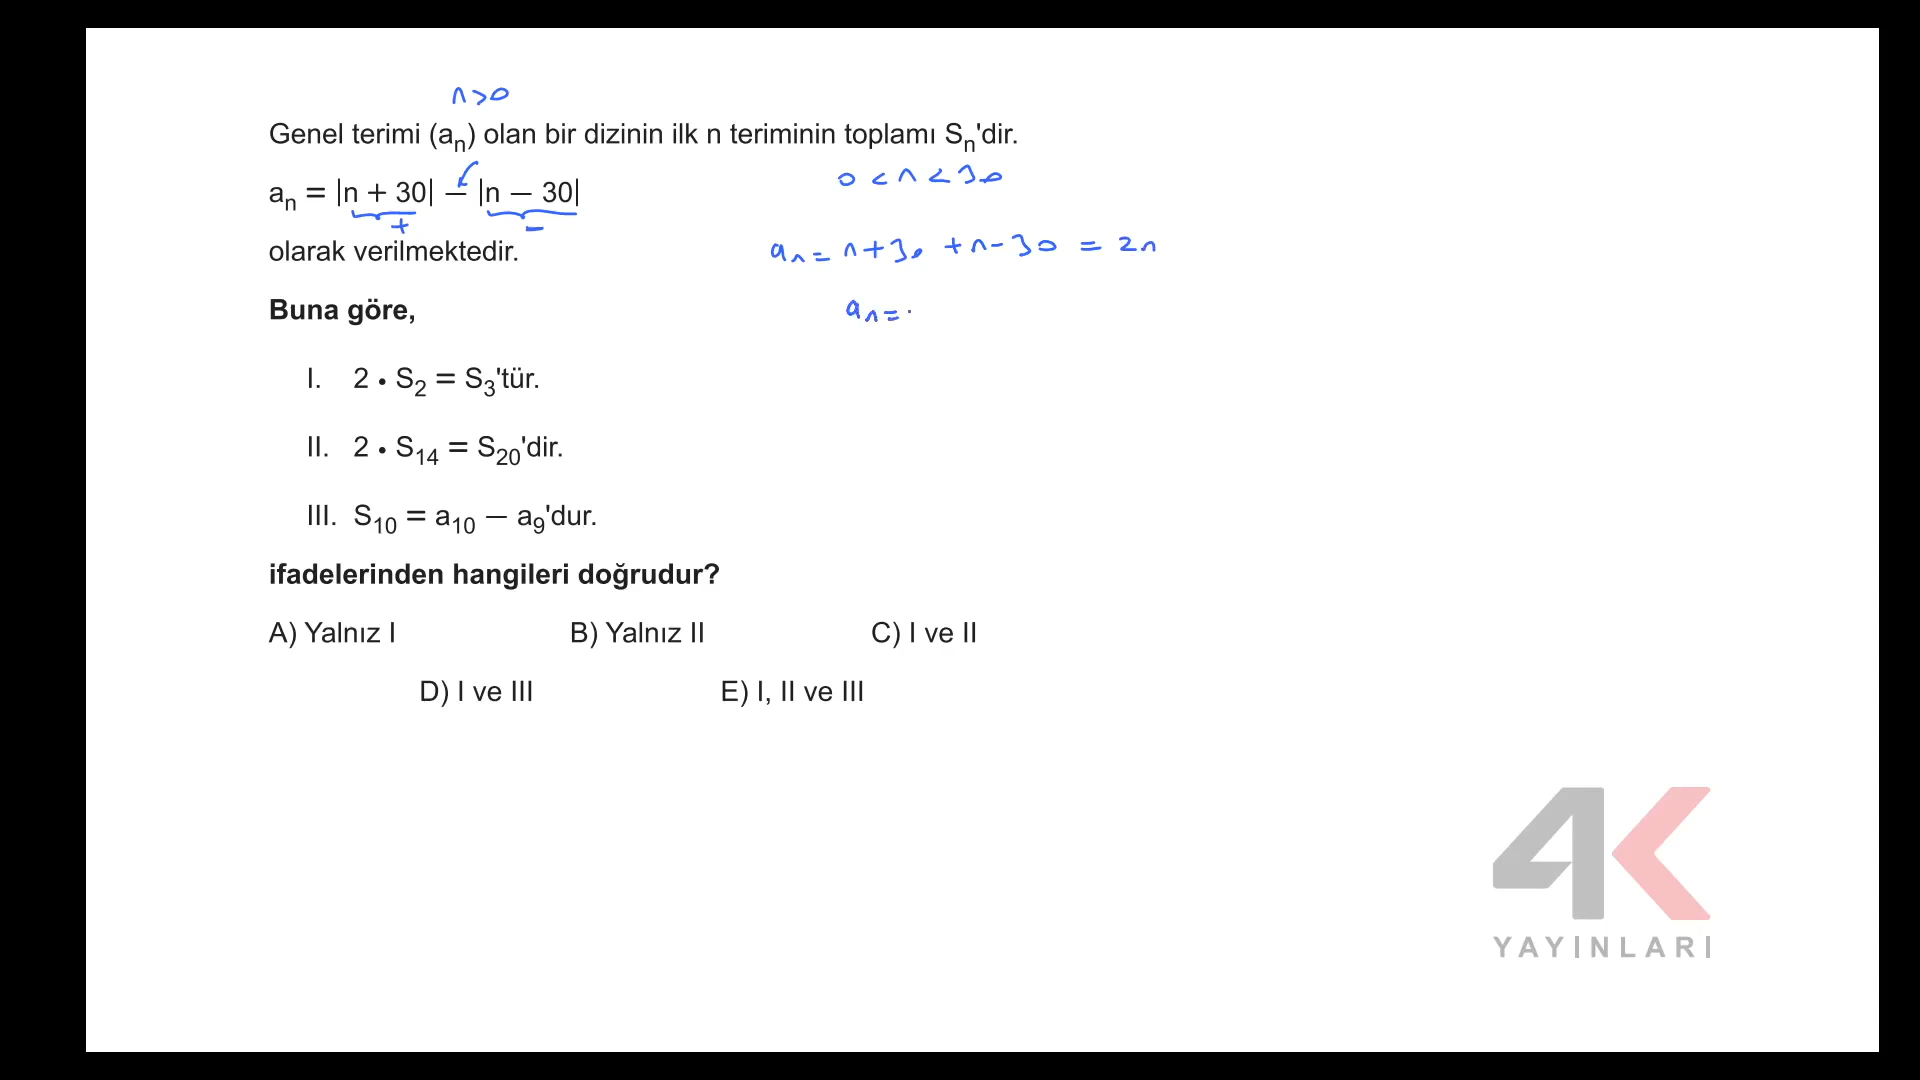 n>0
Genel terimi (aₙ) olan bir dizinin ilk n teriminin toplamı Sₙ'dir.
0 < n < 30
aₙ = |n + 30| − |n − 30|
+ −
olarak verilmektedir.
aₙ = n+30 +n-30 = 2n
Buna göre,
aₙ = ·
I. 2 • S₂ = S₃'tür.
II. 2 • S₁₄ = S₂₀'dir.
III. S₁₀ = a₁₀ − a₉'dur.
ifadelerinden hangileri doğrudur?
A) Yalnız I B) Yalnız II C) I ve II
D) I ve III E) I, II ve III
4K
YAYINLARI